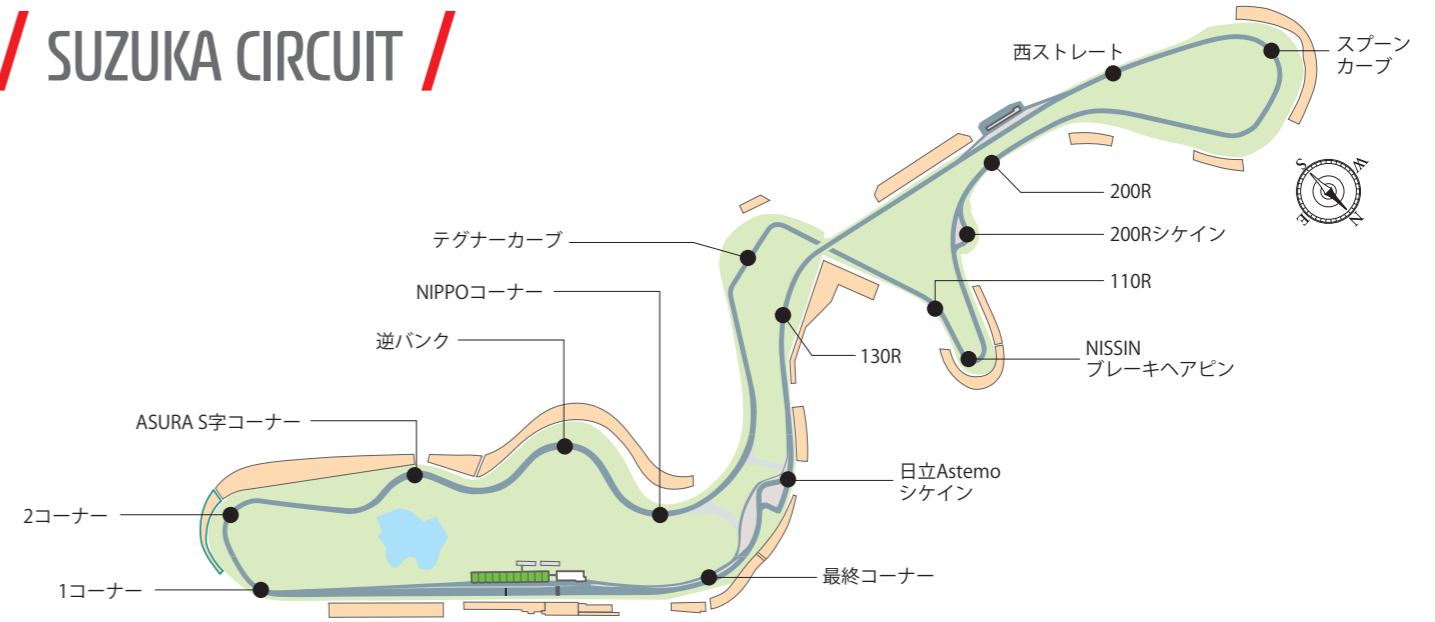 SUZUKA CIRCUIT
西ストレート
スプーン
カーブ
S
W
E
N
200R
200Rシケイン
110R
NISSIN
ブレーキヘアピン
テグナーカーブ
NIPPOコーナー
逆バンク
130R
ASURA S字コーナー
日立Astemo
シケイン
2コーナー
1コーナー
最終コーナー